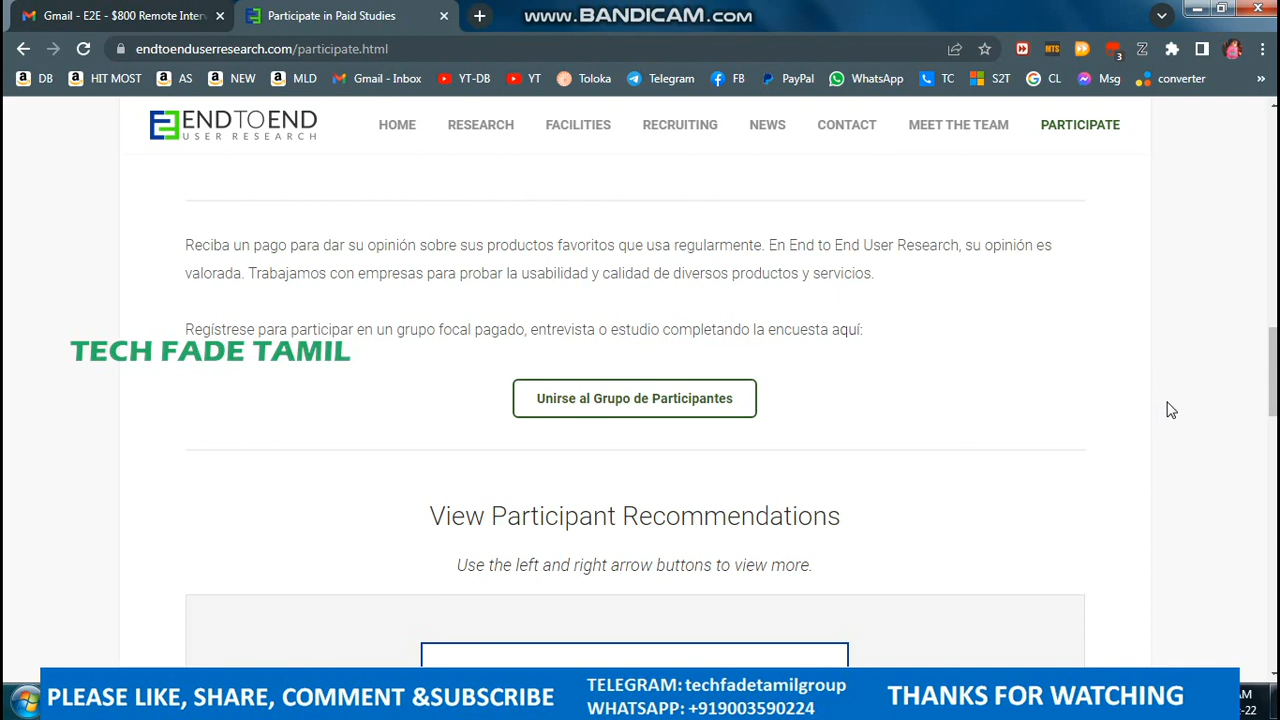 www.BANDICAM.com
Gmail - E2E - $800 Remote Inter
Participate in Paid Studies
endtoenduserresearch.com/participate.html
DB
HIT MOST
AS
NEW
MLD
Gmail - Inbox
YT-DB
YT
Toloka
Telegram
FB
PayPal
WhatsApp
TC
S2T
CL
Msg
converter
MTS
3
END TO END
USER RESEARCH
HOME
RESEARCH
FACILITIES
RECRUITING
NEWS
CONTACT
MEET THE TEAM
PARTICIPATE
Reciba un pago para dar su opinión sobre sus productos favoritos que usa regularmente. En End to End User Research, su opinión es
valorada. Trabajamos con empresas para probar la usabilidad y calidad de diversos productos y servicios.
Regístrese para participar en un grupo focal pagado, entrevista o estudio completando la encuesta aquí:
TECH FADE TAMIL
Unirse al Grupo de Participantes
View Participant Recommendations
Use the left and right arrow buttons to view more.
PLEASE LIKE, SHARE, COMMENT &SUBSCRIBE
TELEGRAM: techfadetamilgroup
WHATSAPP: +919003590224
THANKS FOR WATCHING